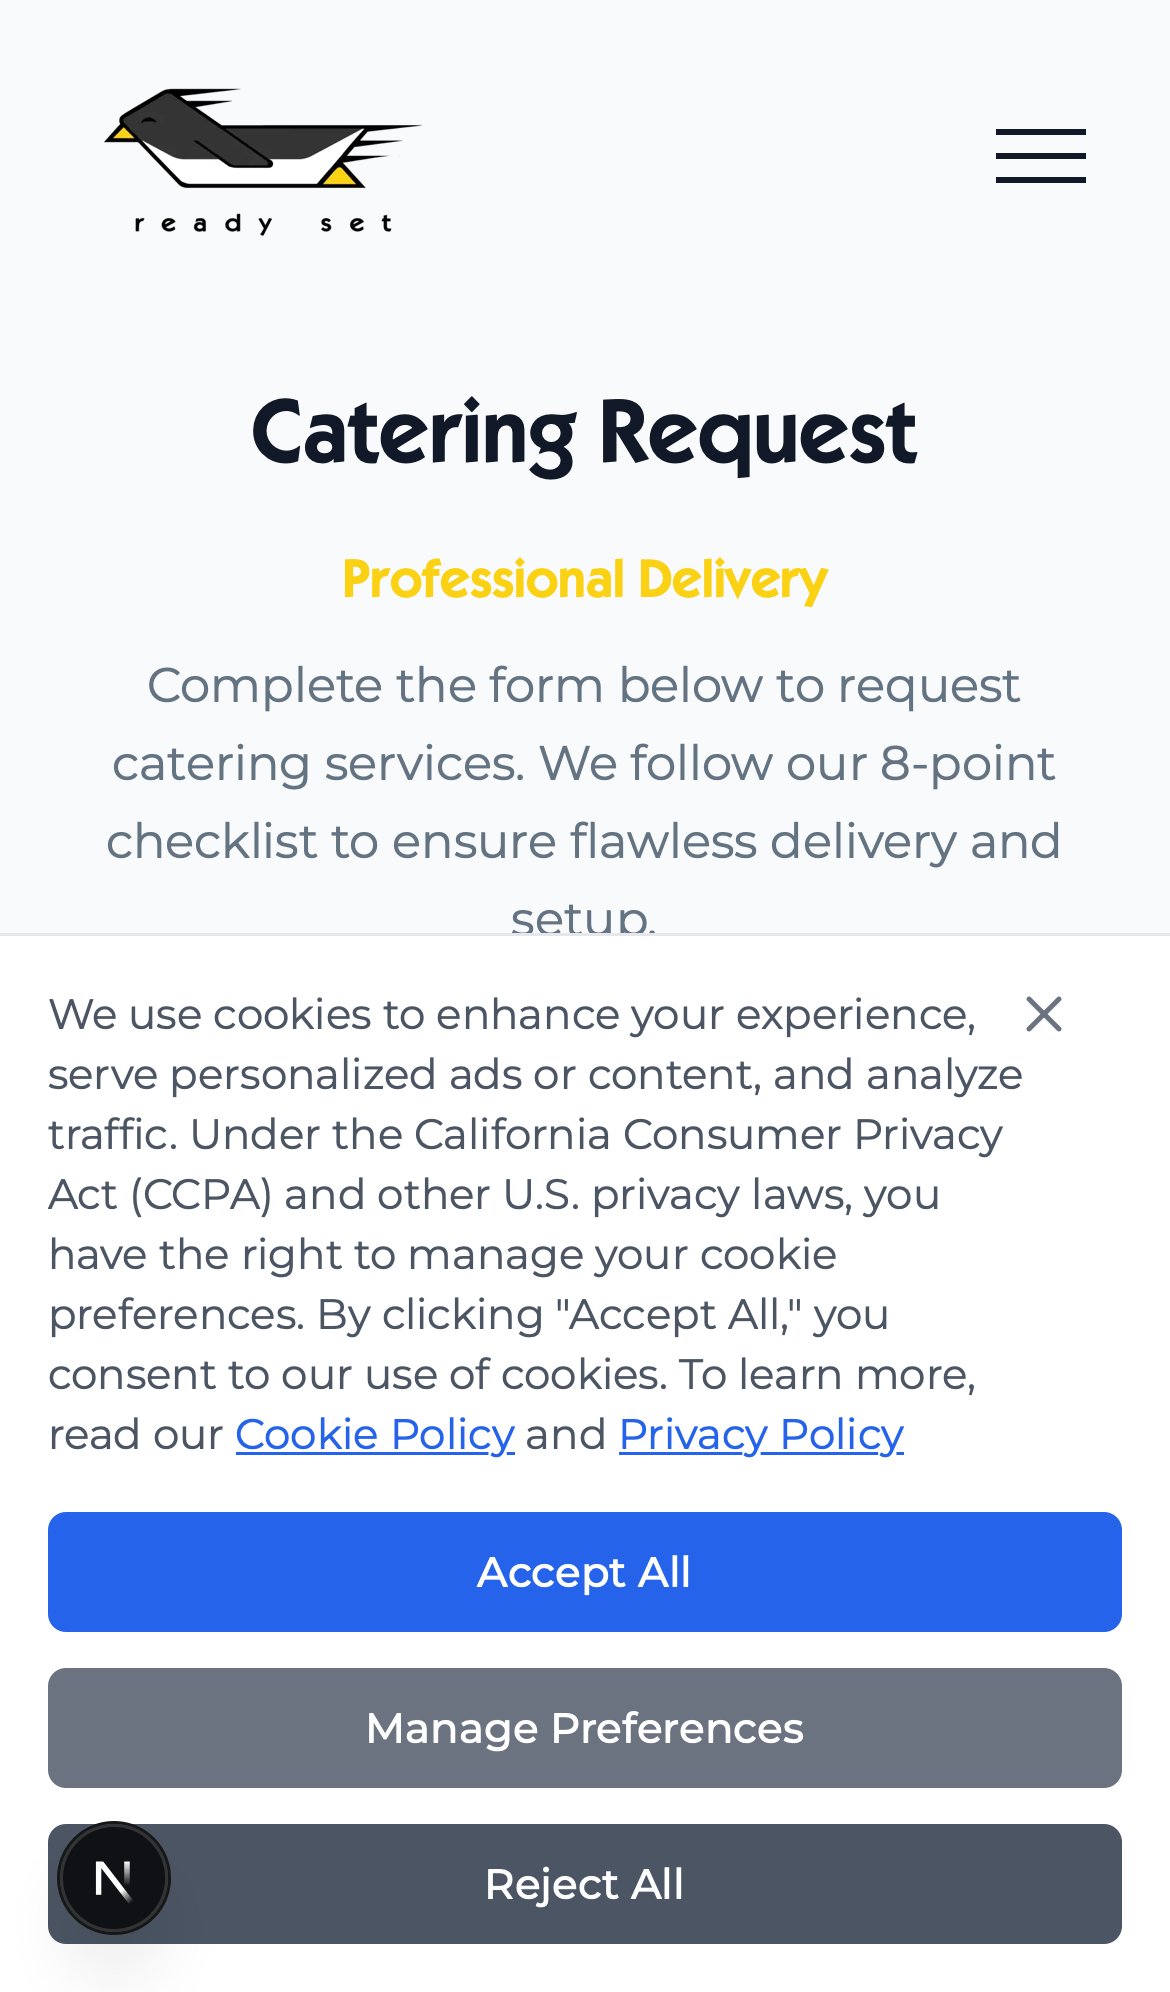 ready set
Catering Request
Professional Delivery
Complete the form below to request
catering services. We follow our 8-point
checklist to ensure flawless delivery and
setup.
We use cookies to enhance your experience,
serve personalized ads or content, and analyze
traffic. Under the California Consumer Privacy
Act (CCPA) and other U.S. privacy laws, you
have the right to manage your cookie
preferences. By clicking "Accept All," you
consent to our use of cookies. To learn more,
read our Cookie Policy and Privacy Policy
Accept All
Manage Preferences
Reject All
N